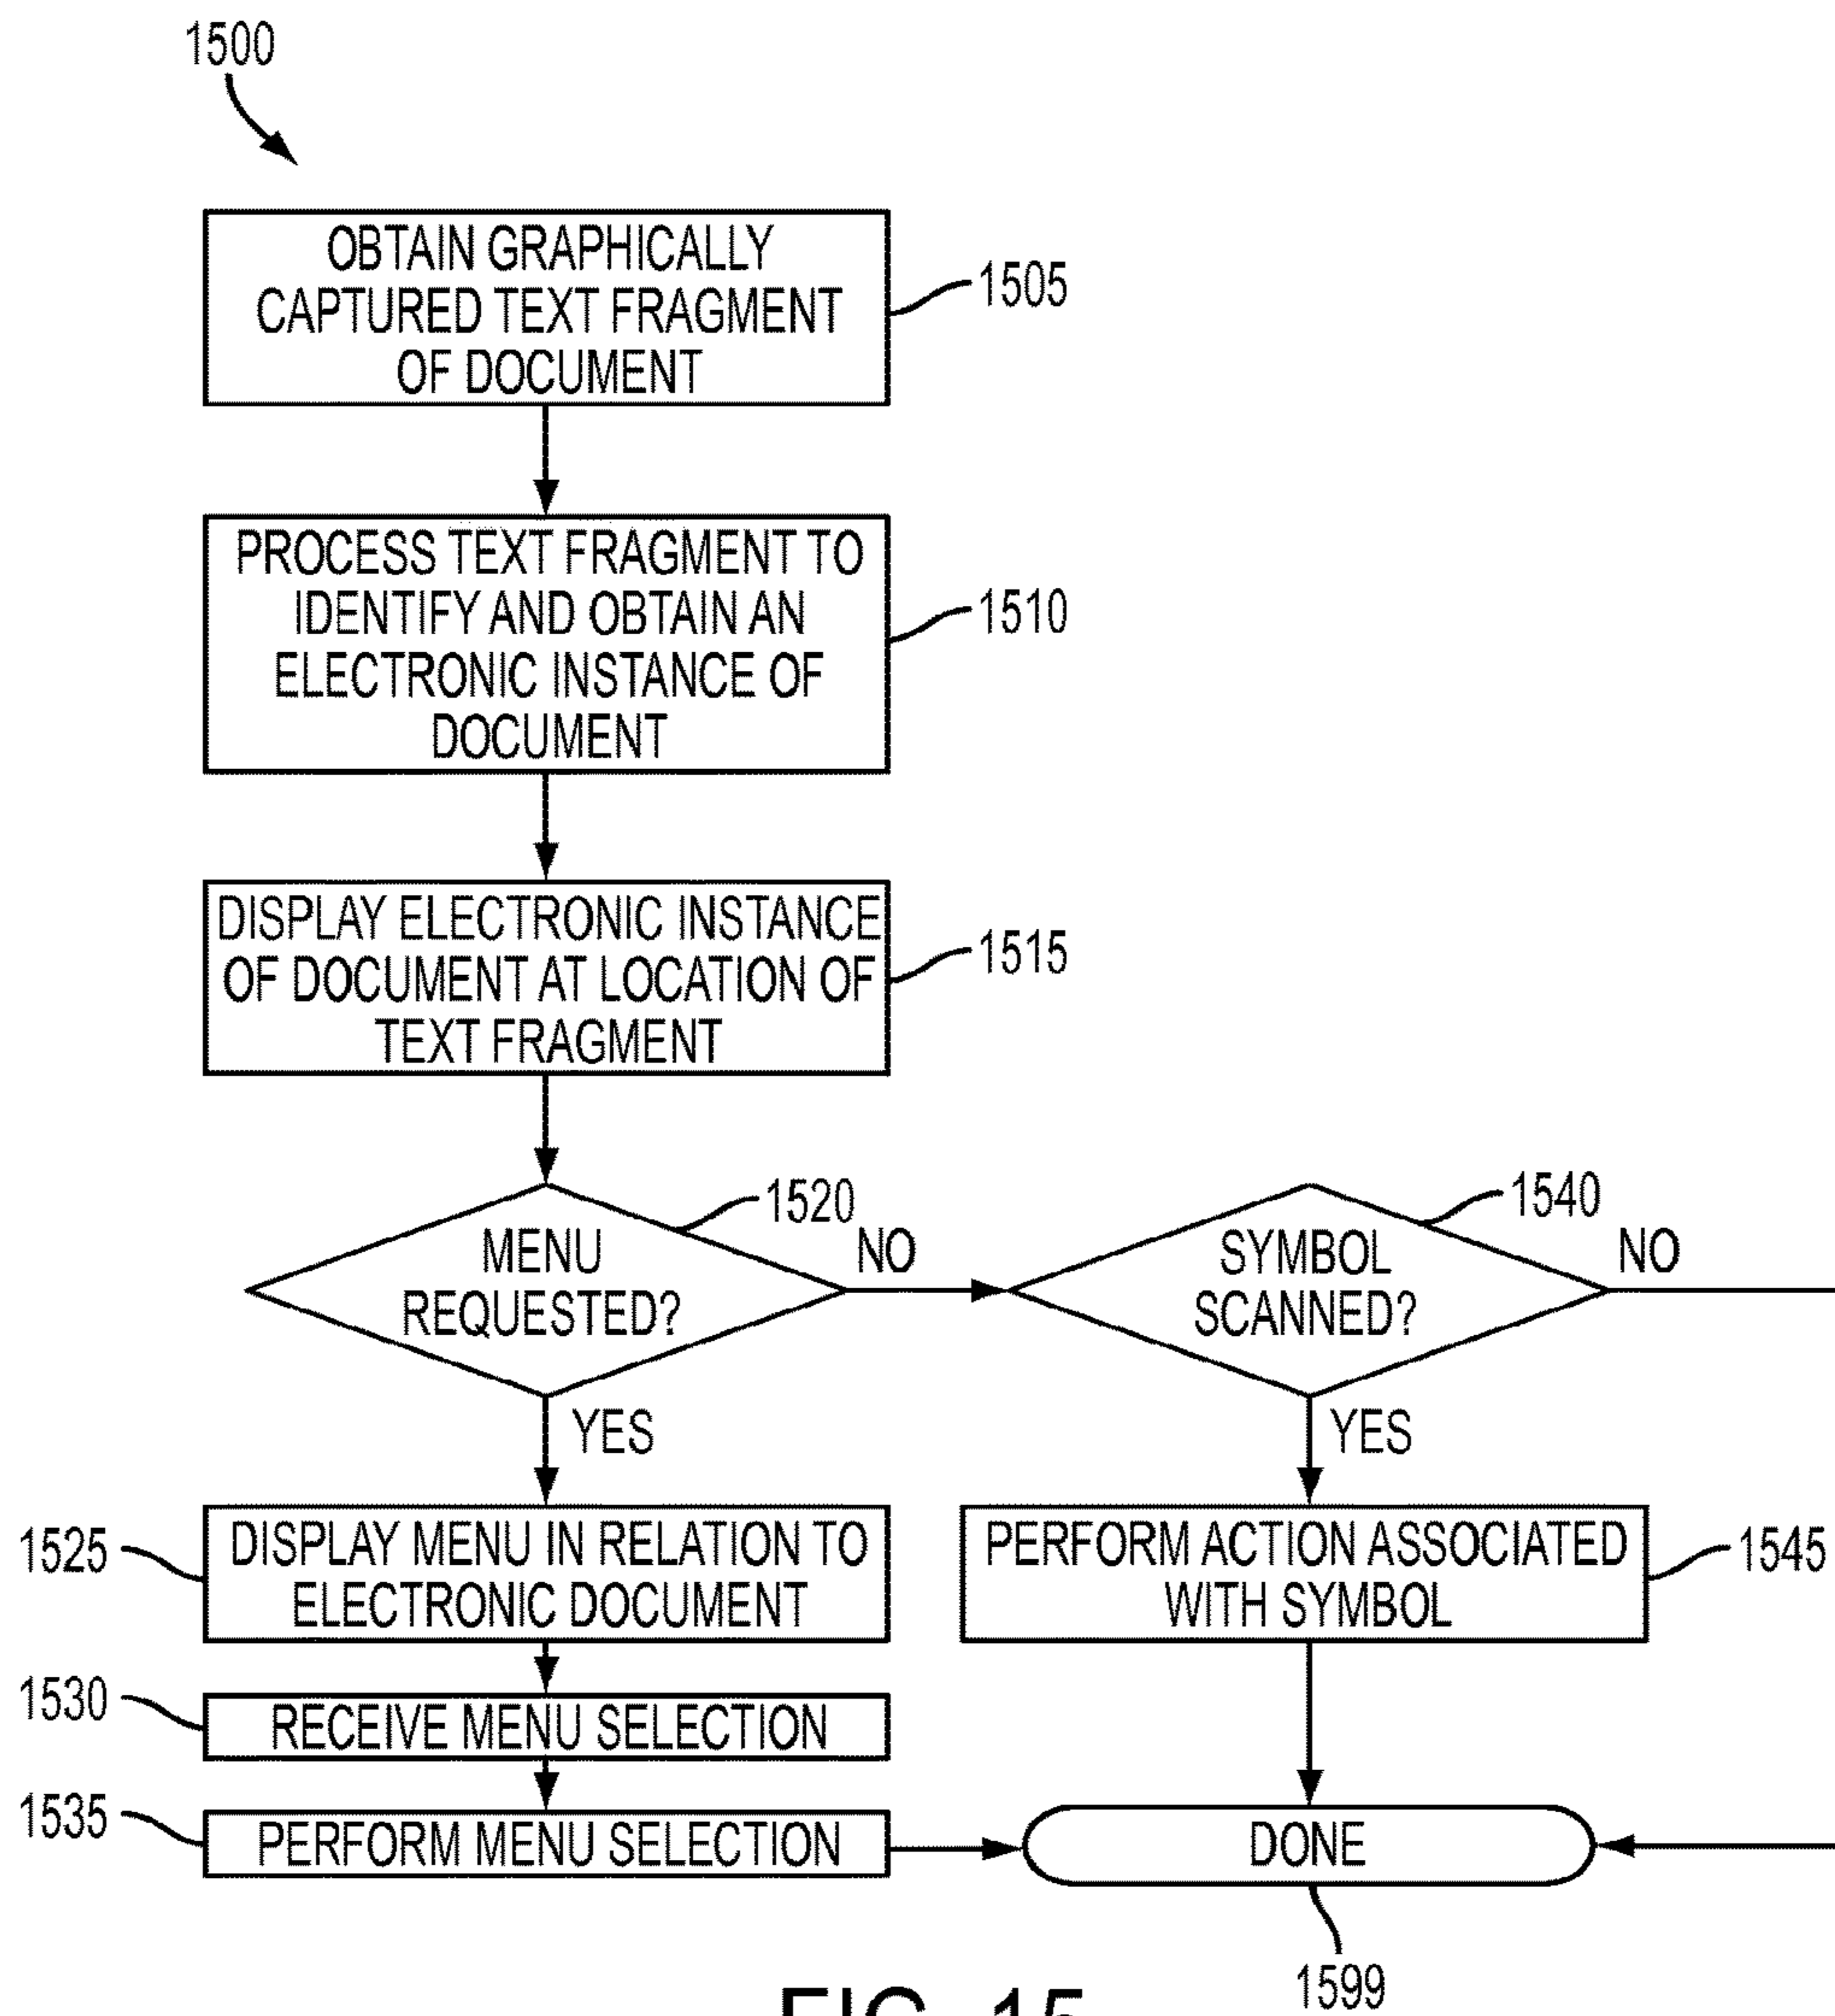 1500
OBTAIN GRAPHICALLY
CAPTURED TEXT FRAGMENT
OF DOCUMENT
1505
PROCESS TEXT FRAGMENT TO
IDENTIFY AND OBTAIN AN
ELECTRONIC INSTANCE OF
DOCUMENT
1510
DISPLAY ELECTRONIC INSTANCE
OF DOCUMENT AT LOCATION OF
TEXT FRAGMENT
1515
MENU
REQUESTED?
1520
NO
YES
SYMBOL
SCANNED?
1540
NO
YES
1525
DISPLAY MENU IN RELATION TO
ELECTRONIC DOCUMENT
PERFORM ACTION ASSOCIATED
WITH SYMBOL
1545
1530
RECEIVE MENU SELECTION
1535
PERFORM MENU SELECTION
DONE
1599
FIG. 15